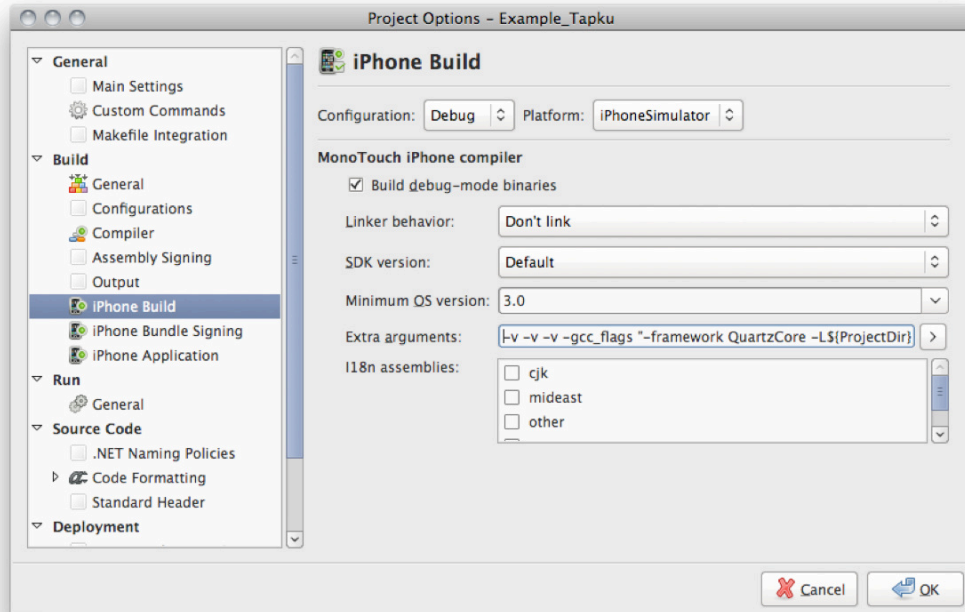 Project Options – Example_Tapku
General
Main Settings
Custom Commands
Makefile Integration
Build
General
Configurations
Compiler
Assembly Signing
Output
iPhone Build
iPhone Bundle Signing
iPhone Application
Run
General
Source Code
.NET Naming Policies
Code Formatting
Standard Header
Deployment
iPhone Build
Configuration: Debug Platform: iPhoneSimulator
MonoTouch iPhone compiler
Build debug-mode binaries
Linker behavior: Don't link
SDK version: Default
Minimum OS version: 3.0
Extra arguments: -v -v -v -gcc_flags "-framework QuartzCore -L${ProjectDir}
I18n assemblies:
cjk
mideast
other
Cancel OK